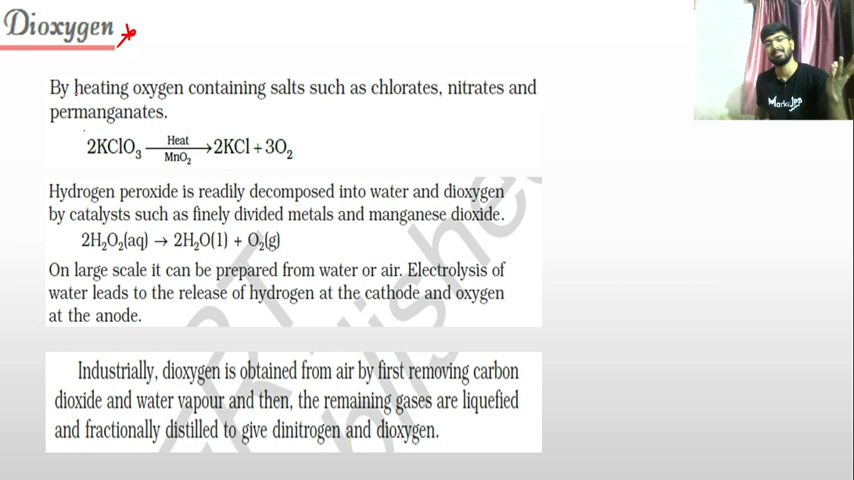 Dioxygen
By heating oxygen containing salts such as chlorates, nitrates and
permanganates.
2KClO₃ —Heat/MnO₂→ 2KCl + 3O₂
Hydrogen peroxide is readily decomposed into water and dioxygen
by catalysts such as finely divided metals and manganese dioxide.
2H₂O₂(aq) → 2H₂O(1) + O₂(g)
On large scale it can be prepared from water or air. Electrolysis of
water leads to the release of hydrogen at the cathode and oxygen
at the anode.
Industrially, dioxygen is obtained from air by first removing carbon
dioxide and water vapour and then, the remaining gases are liquefied
and fractionally distilled to give dinitrogen and dioxygen.